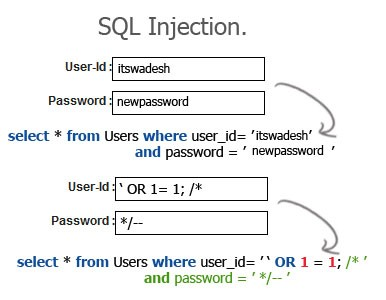 SQL Injection.
User-Id : itswadesh
Password : newpassword
select * from Users where user_id= 'itswadesh'
and password = ' newpassword '
User-Id : ‘ OR 1= 1; /*
Password : */--
select * from Users where user_id= '‘ OR 1 = 1; /* '
and password = ' */-- '